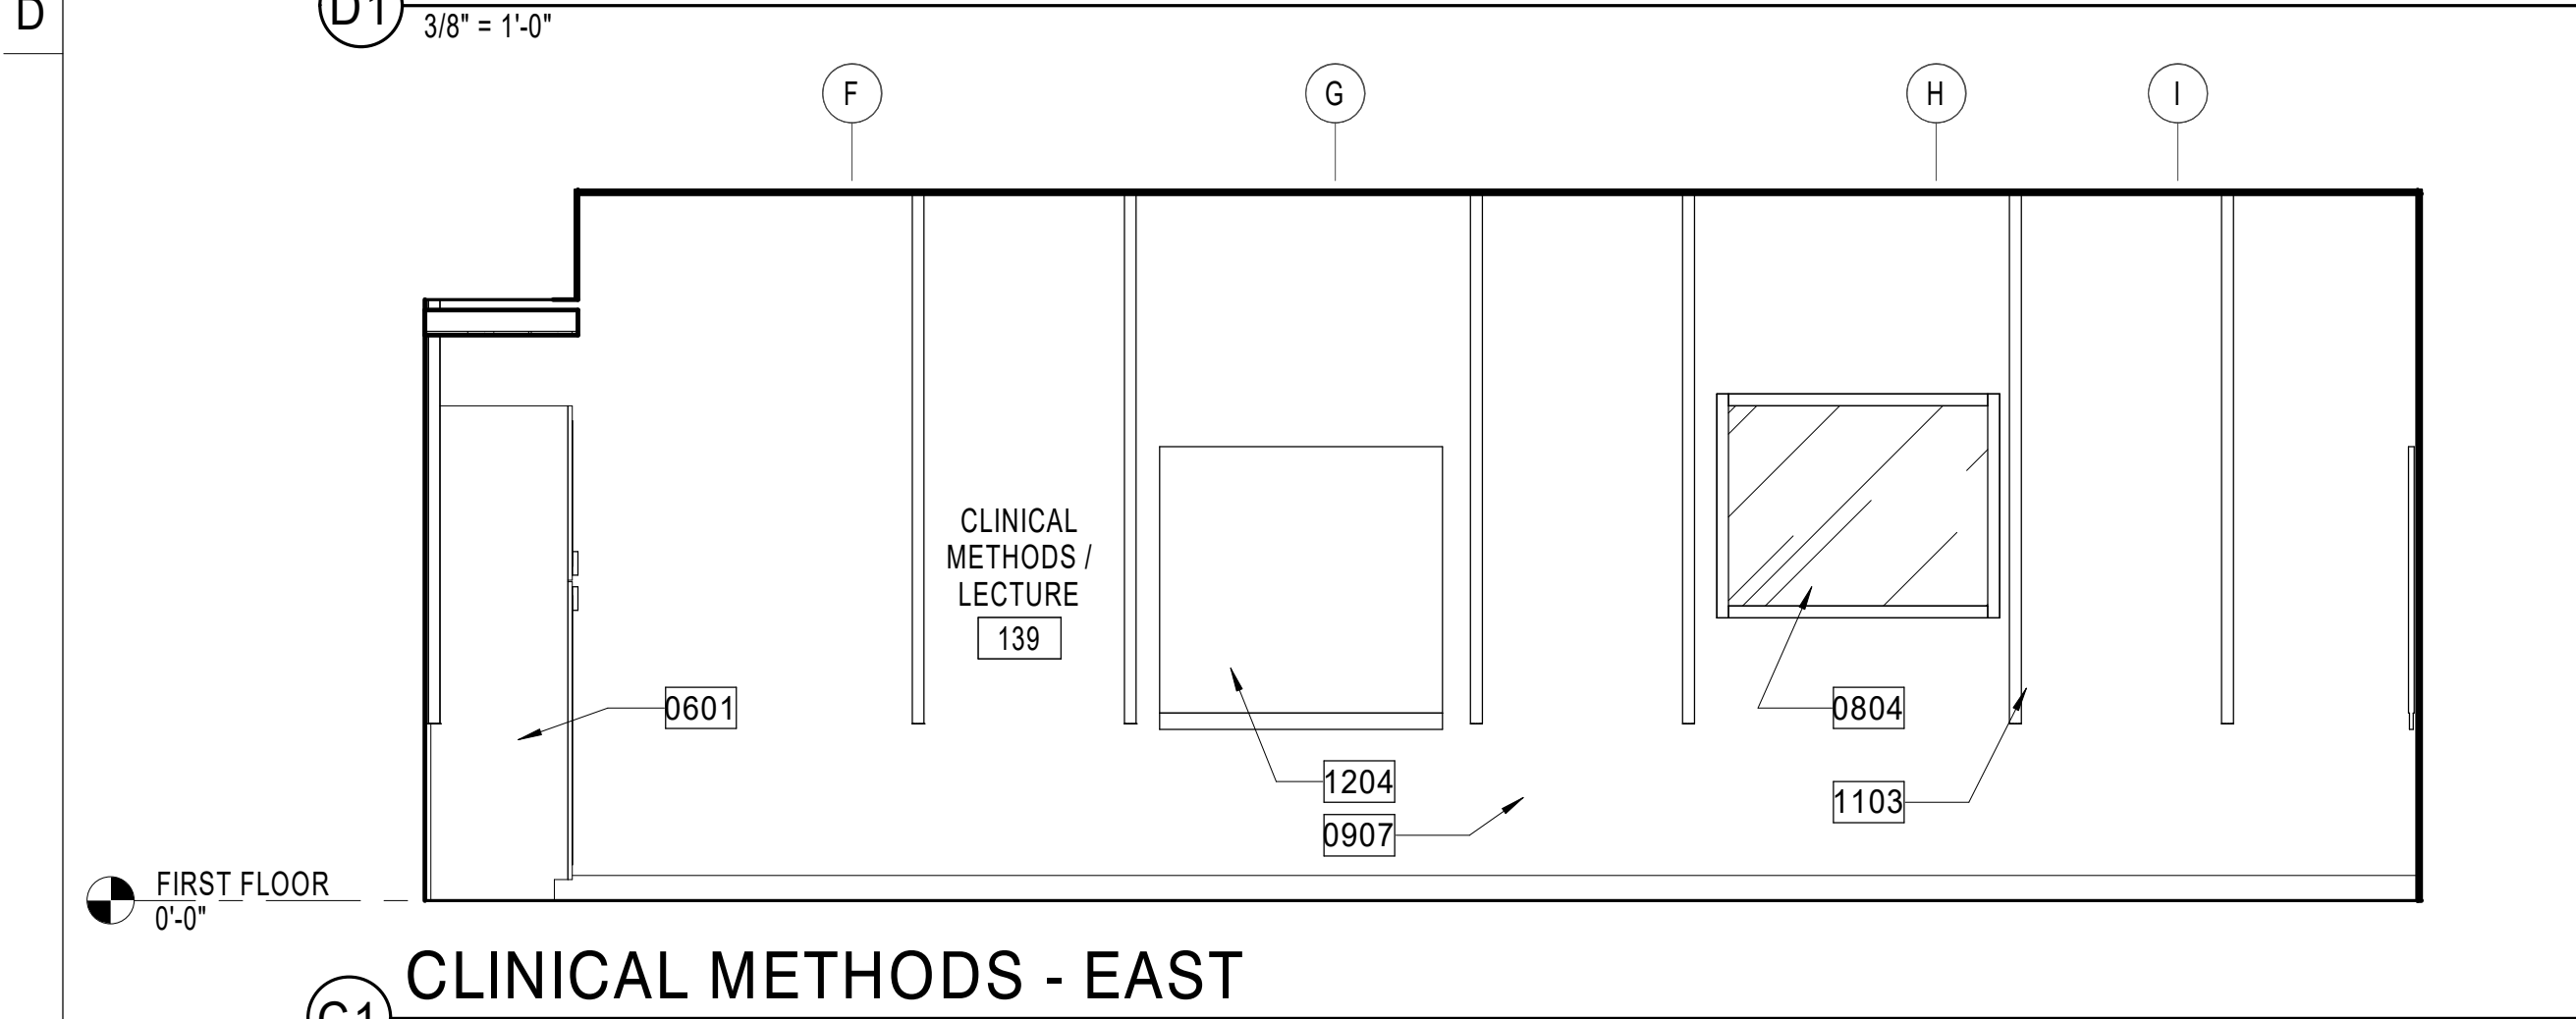 D
D1
3/8" = 1'-0"
F
G
H
I
CLINICAL
METHODS /
LECTURE
139
0601
0804
1204
1103
0907
FIRST FLOOR
0'-0"
CLINICAL METHODS - EAST
C1